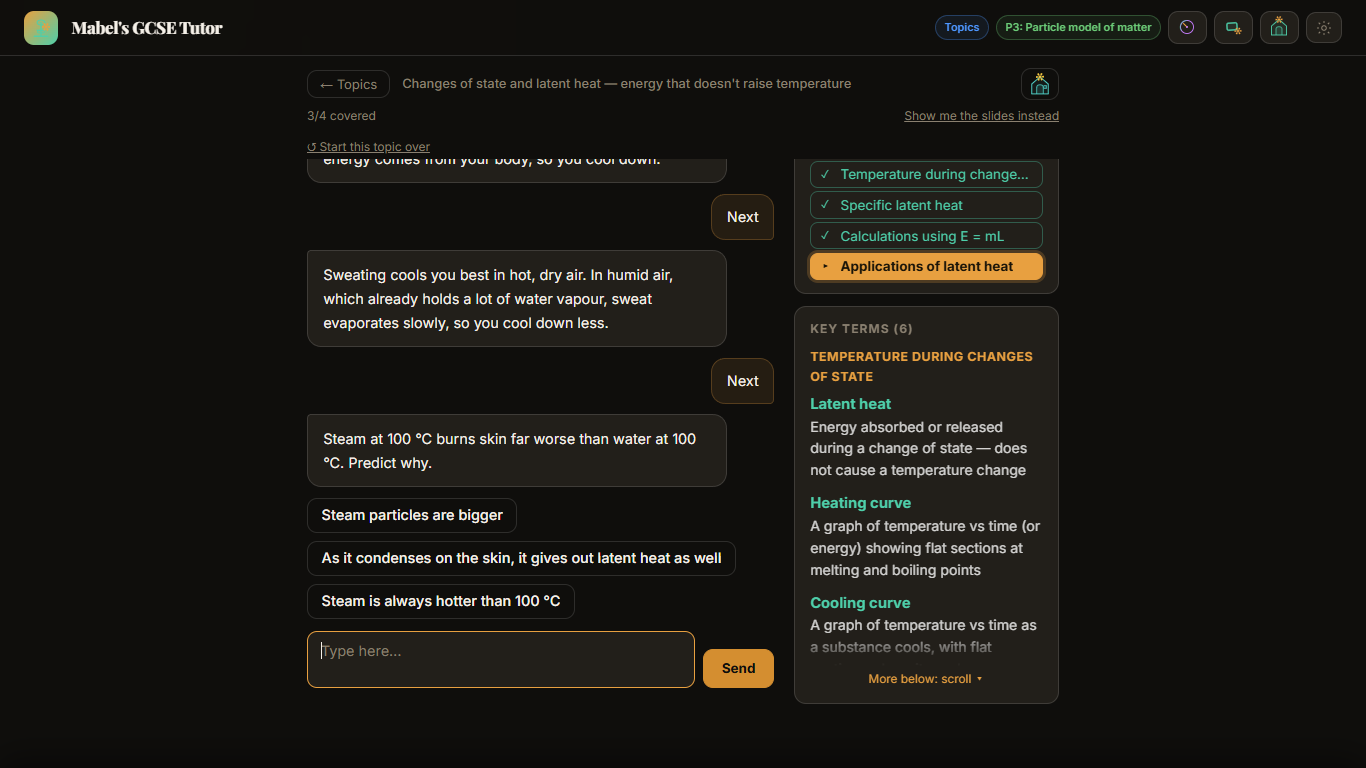 Mabel's GCSE Tutor
Topics
P3: Particle model of matter
← Topics
Changes of state and latent heat — energy that doesn't raise temperature
3/4 covered
Show me the slides instead
↺ Start this topic over
energy comes from your body, so you cool down.
Next
Sweating cools you best in hot, dry air. In humid air,
which already holds a lot of water vapour, sweat
evaporates slowly, so you cool down less.
Next
Steam at 100 °C burns skin far worse than water at 100
°C. Predict why.
Steam particles are bigger
As it condenses on the skin, it gives out latent heat as well
Steam is always hotter than 100 °C
Type here...
Send
✓ Temperature during change...
✓ Specific latent heat
✓ Calculations using E = mL
▸ Applications of latent heat
KEY TERMS (6)
TEMPERATURE DURING CHANGES
OF STATE
Latent heat
Energy absorbed or released
during a change of state — does
not cause a temperature change
Heating curve
A graph of temperature vs time (or
energy) showing flat sections at
melting and boiling points
Cooling curve
A graph of temperature vs time as
a substance cools, with flat
More below: scroll ▾